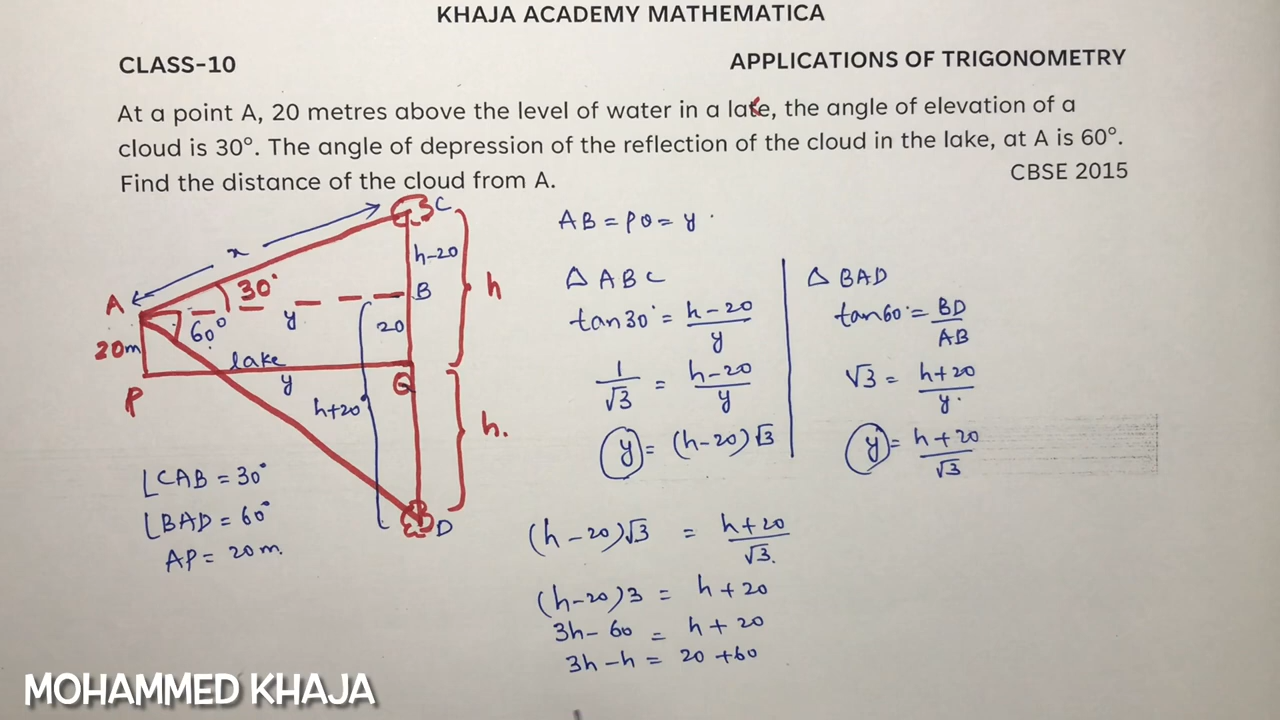 KHAJA ACADEMY MATHEMATICA
CLASS-10
APPLICATIONS OF TRIGONOMETRY
At a point A, 20 metres above the level of water in a lake, the angle of elevation of a
cloud is 30°. The angle of depression of the reflection of the cloud in the lake, at A is 60°.
Find the distance of the cloud from A.
CBSE 2015
C
x
h-20
A
30°
B
h
y
60°
20
20m
lake
P
y
Q
h+20
h.
D
∠CAB = 30°
∠BAD = 60°
AP = 20m.
AB = PQ = y
△ ABC
tan30° = h-20/y
1/√3 = h-20/y
y = (h-20)√3
△ BAD
tan60° = BD/AB
√3 = h+20/y.
y = h+20/√3
(h-20)√3 = h+20/√3.
(h-20)3 = h+20
3h-60 = h+20
3h-h = 20+60
MOHAMMED KHAJA